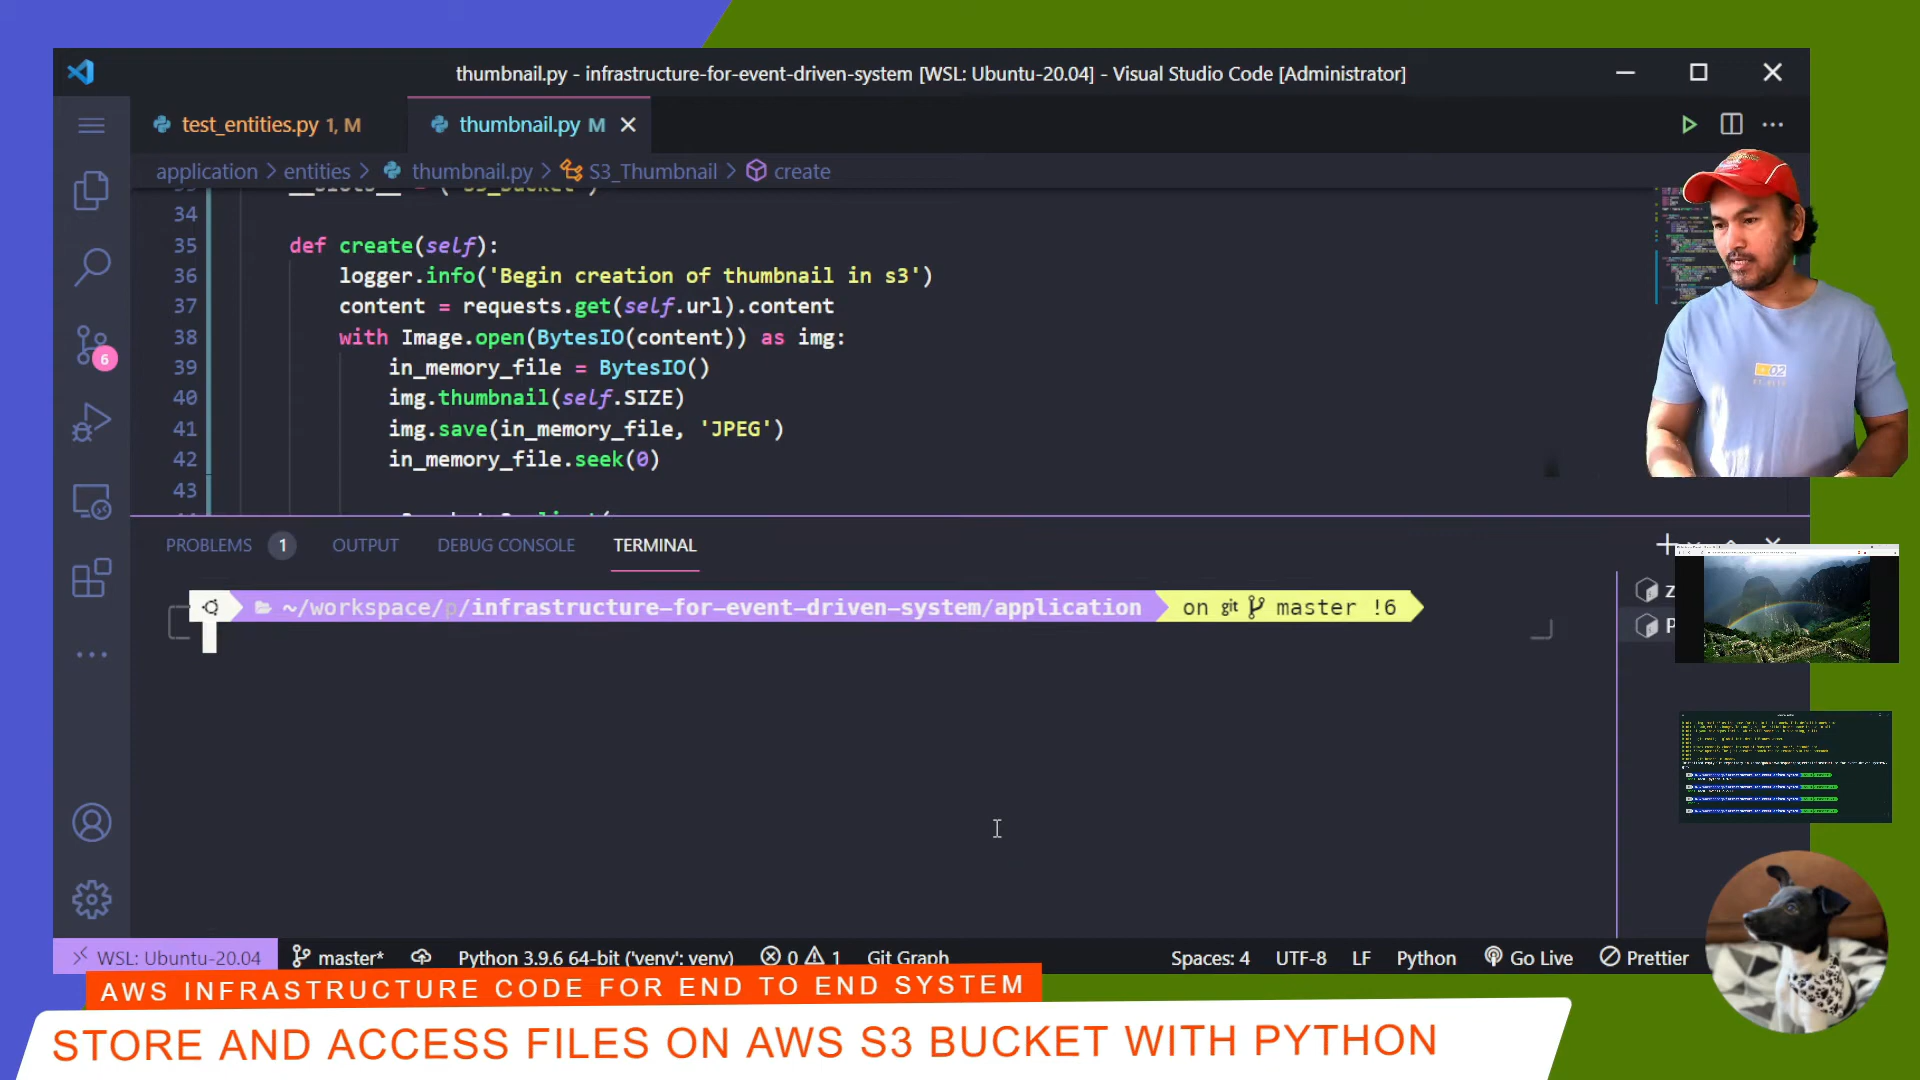 thumbnail.py - infrastructure-for-event-driven-system [WSL: Ubuntu-20.04] - Visual Studio Code [Administrator]
test_entities.py 1, M
thumbnail.py M
application > entities > thumbnail.py > S3_Thumbnail > create
34
35 def create(self):
36 logger.info('Begin creation of thumbnail in s3')
37 content = requests.get(self.url).content
38 with Image.open(BytesIO(content)) as img:
39 in_memory_file = BytesIO()
40 img.thumbnail(self.SIZE)
41 img.save(in_memory_file, 'JPEG')
42 in_memory_file.seek(0)
43
6
PROBLEMS 1 OUTPUT DEBUG CONSOLE TERMINAL
~/workspace/p/infrastructure-for-event-driven-system/application on git master !6
02
WSL: Ubuntu-20.04 master* Python 3.9.6 64-bit ('venv': venv) 0 1 Git Graph Spaces: 4 UTF-8 LF Python Go Live Prettier
AWS INFRASTRUCTURE CODE FOR END TO END SYSTEM
STORE AND ACCESS FILES ON AWS S3 BUCKET WITH PYTHON